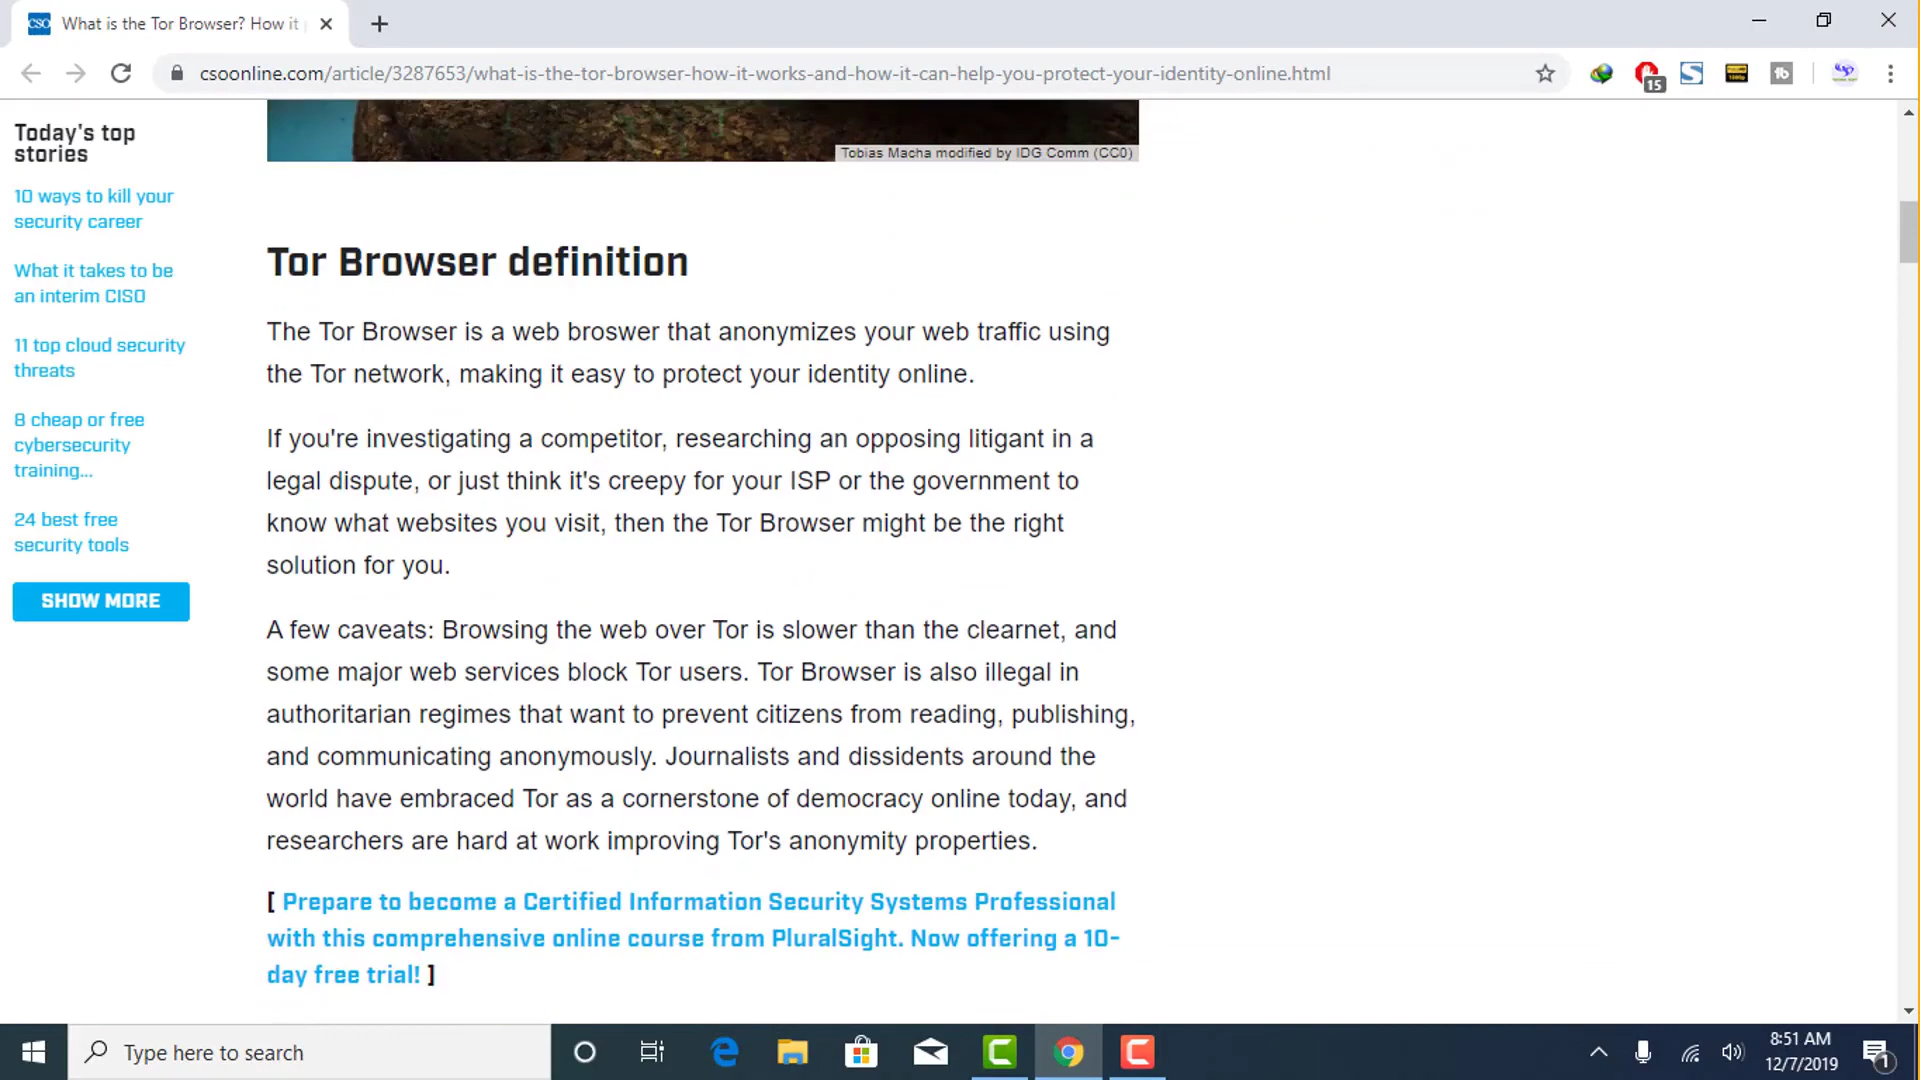 What is the Tor Browser? How it
csoonline.com/article/3287653/what-is-the-tor-browser-how-it-works-and-how-it-can-help-you-protect-your-identity-online.html
15
Today's top
stories
10 ways to kill your
security career
What it takes to be
an interim CISO
11 top cloud security
threats
8 cheap or free
cybersecurity
training...
24 best free
security tools
SHOW MORE
Tobias Macha modified by IDG Comm (CC0)
Tor Browser definition
The Tor Browser is a web broswer that anonymizes your web traffic using
the Tor network, making it easy to protect your identity online.
If you're investigating a competitor, researching an opposing litigant in a
legal dispute, or just think it's creepy for your ISP or the government to
know what websites you visit, then the Tor Browser might be the right
solution for you.
A few caveats: Browsing the web over Tor is slower than the clearnet, and
some major web services block Tor users. Tor Browser is also illegal in
authoritarian regimes that want to prevent citizens from reading, publishing,
and communicating anonymously. Journalists and dissidents around the
world have embraced Tor as a cornerstone of democracy online today, and
researchers are hard at work improving Tor's anonymity properties.
[ Prepare to become a Certified Information Security Systems Professional
with this comprehensive online course from PluralSight. Now offering a 10-
day free trial! ]
Type here to search
8:51 AM
12/7/2019
1